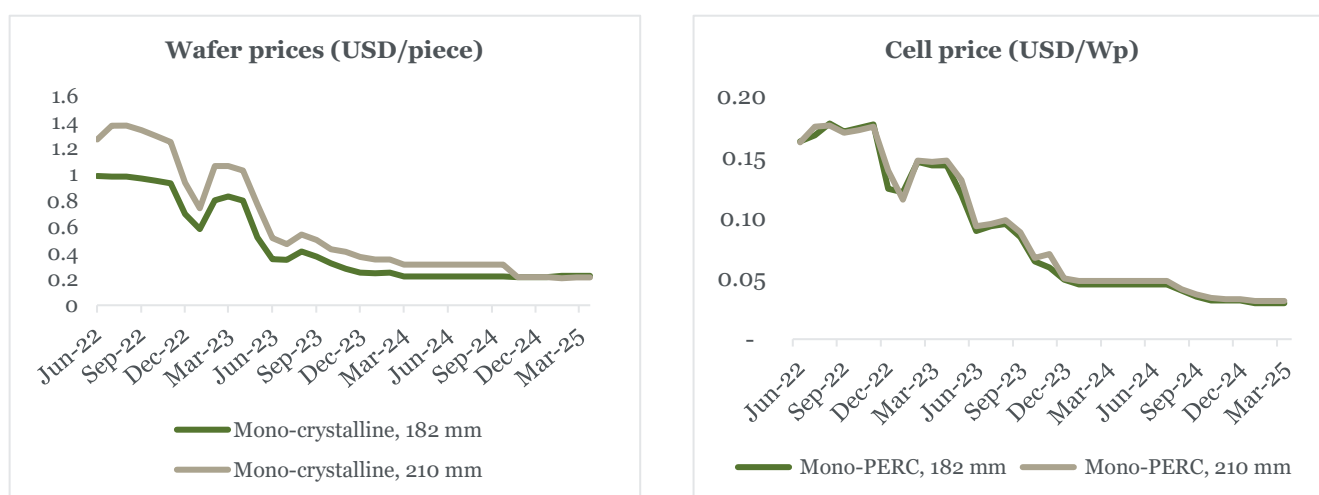 Wafer prices (USD/piece)
1.6
1.4
1.2
1
0.8
0.6
0.4
0.2
0
Jun-22
Sep-22
Dec-22
Mar-23
Jun-23
Sep-23
Dec-23
Mar-24
Jun-24
Sep-24
Dec-24
Mar-25
Mono-crystalline, 182 mm
Mono-crystalline, 210 mm
Cell price (USD/Wp)
0.20
0.15
0.10
0.05
-
Jun-22
Sep-22
Dec-22
Mar-23
Jun-23
Sep-23
Dec-23
Mar-24
Jun-24
Sep-24
Dec-24
Mar-25
Mono-PERC, 182 mm
Mono-PERC, 210 mm